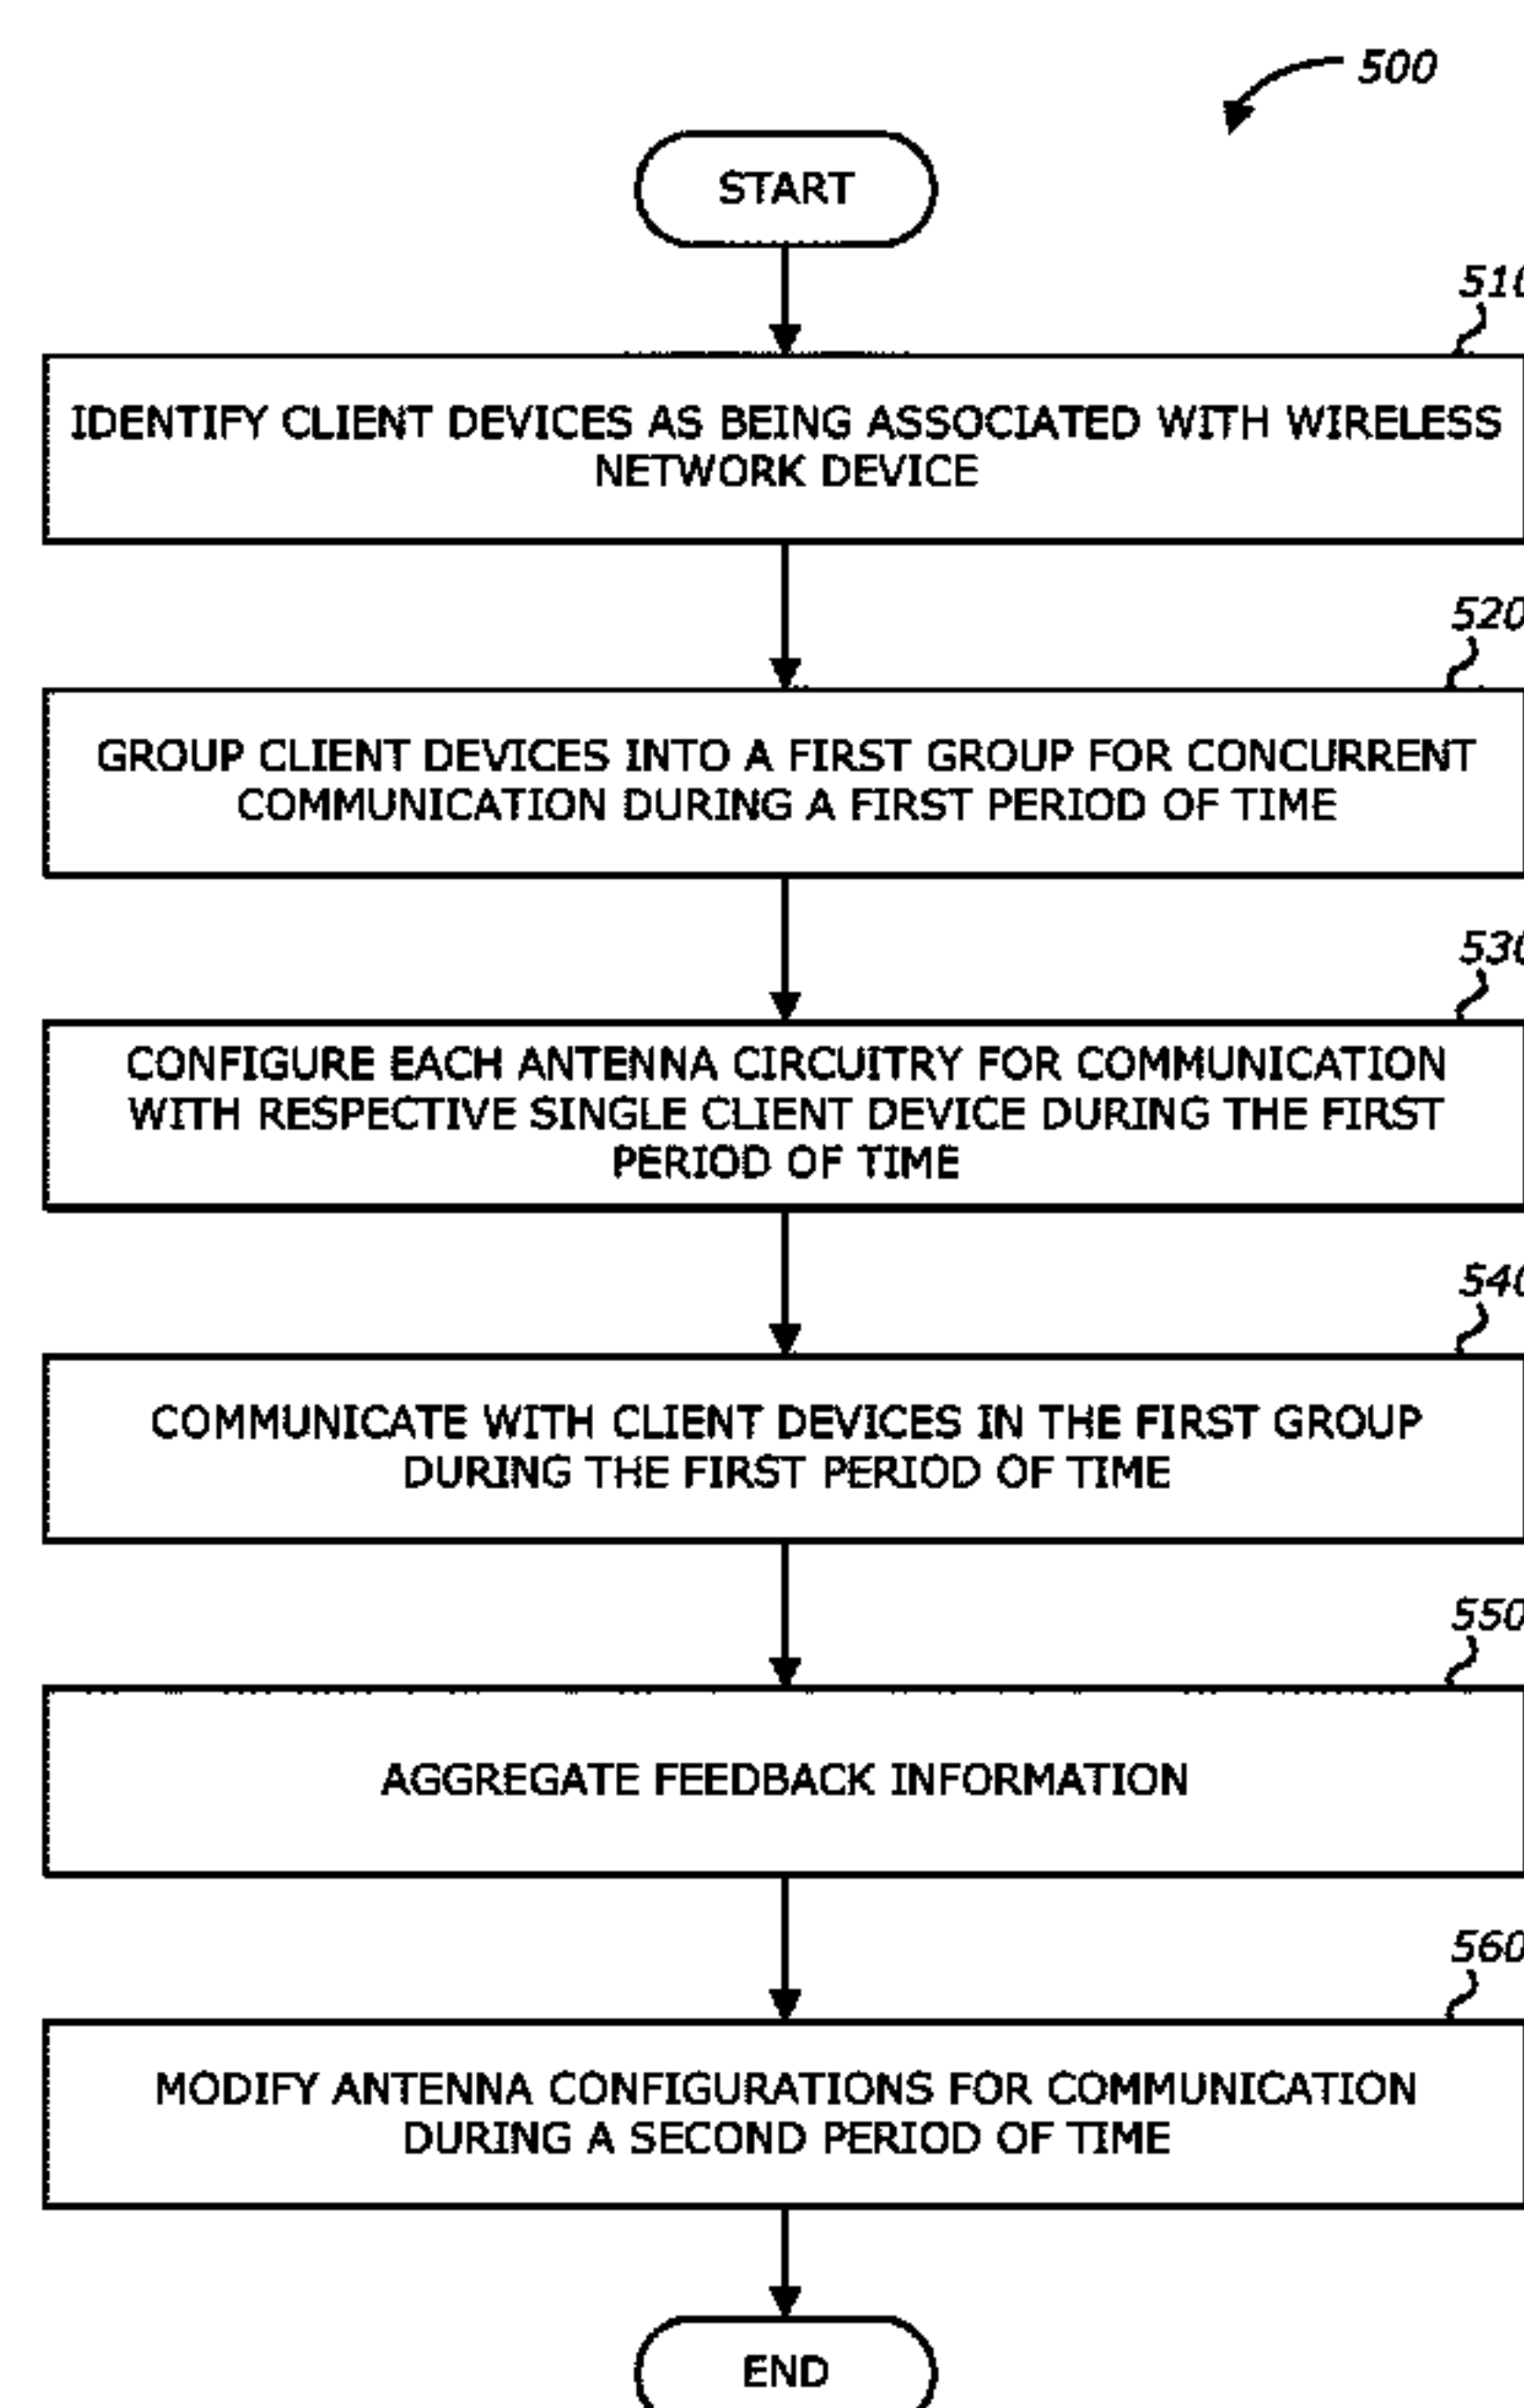 500
START
510
IDENTIFY CLIENT DEVICES AS BEING ASSOCIATED WITH WIRELESS
NETWORK DEVICE
520
GROUP CLIENT DEVICES INTO A FIRST GROUP FOR CONCURRENT
COMMUNICATION DURING A FIRST PERIOD OF TIME
530
CONFIGURE EACH ANTENNA CIRCUITRY FOR COMMUNICATION
WITH RESPECTIVE SINGLE CLIENT DEVICE DURING THE FIRST
PERIOD OF TIME
540
COMMUNICATE WITH CLIENT DEVICES IN THE FIRST GROUP
DURING THE FIRST PERIOD OF TIME
550
AGGREGATE FEEDBACK INFORMATION
560
MODIFY ANTENNA CONFIGURATIONS FOR COMMUNICATION
DURING A SECOND PERIOD OF TIME
END